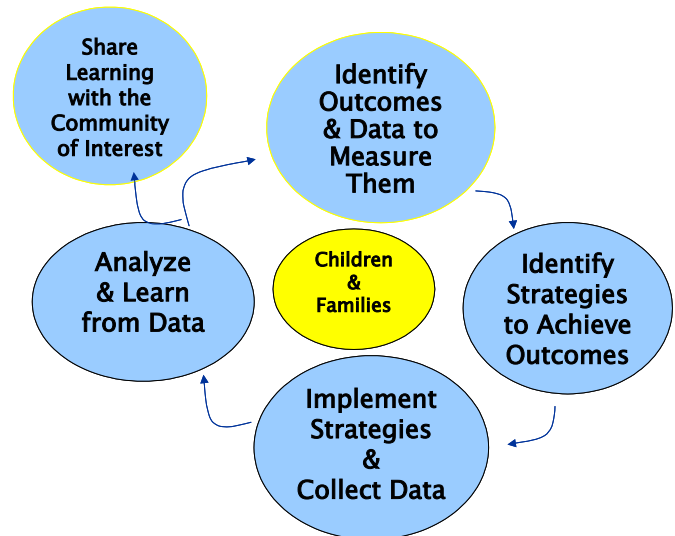 Share
Learning
with the
Community
of Interest
Identify
Outcomes
& Data to
Measure
Them
Identify
Strategies
to Achieve
Outcomes
Implement
Strategies
&
Collect Data
Analyze
& Learn
from Data
Children
&
Families